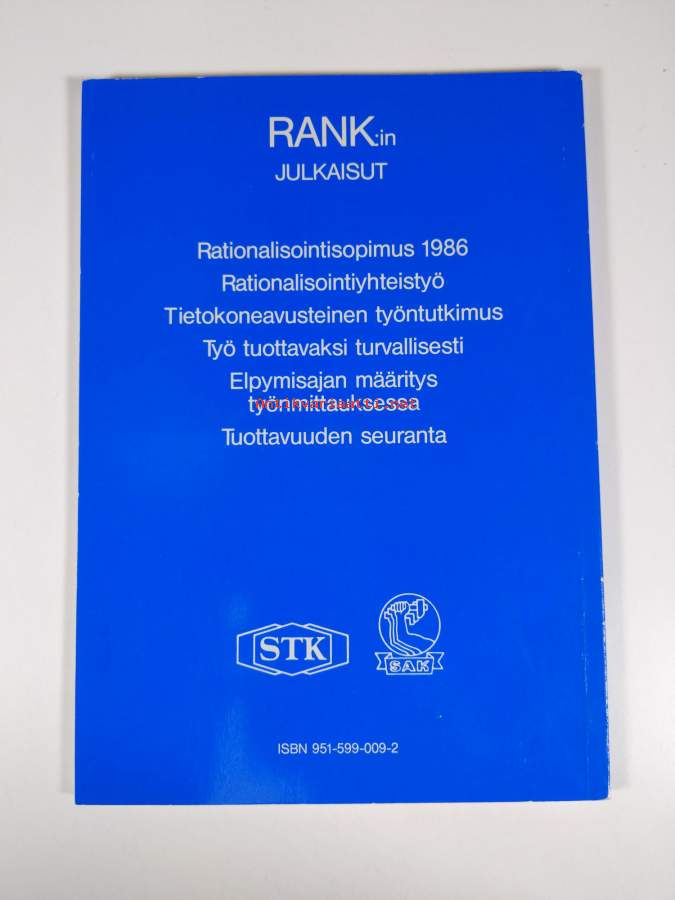 RANK:in
JULKAISUT
Rationalisointisopimus 1986
Rationalisointiyhteistyö
Tietokoneavusteinen työntutkimus
Työ tuottavaksi turvallisesti
Elpymisajan määritys
työnmittauksessa
Tuottavuuden seuranta
STK
SAK
ISBN 951-599-009-2